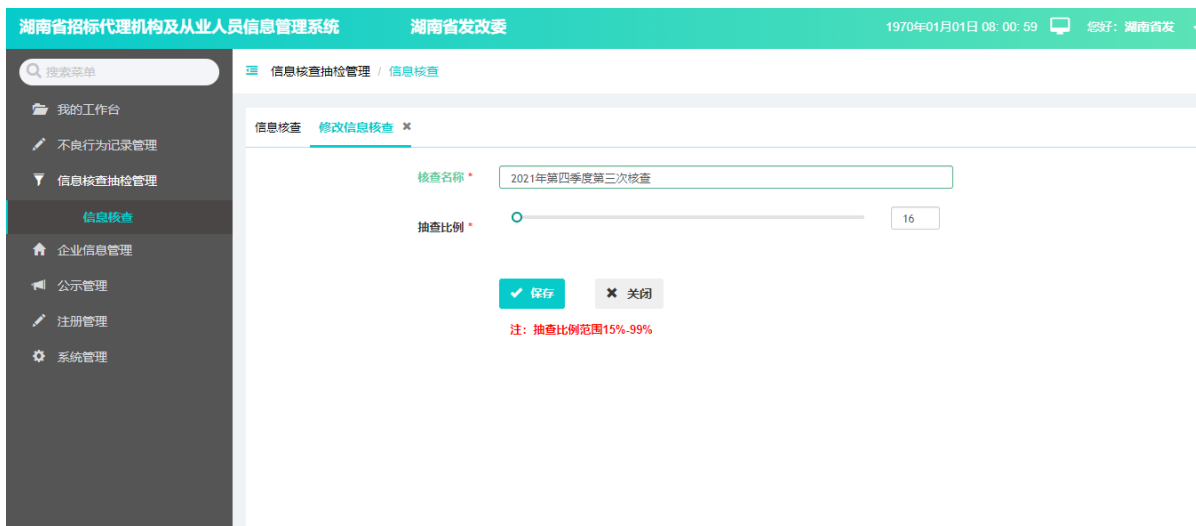 湖南省招标代理机构及从业人员信息管理系统 湖南省发改委 1970年01月01日 08: 00: 59 您好：湖南省发
搜索菜单
信息核查抽检管理 / 信息核查
我的工作台
不良行为记录管理
信息核查抽检管理
信息核查
企业信息管理
公示管理
注册管理
系统管理
信息核查 修改信息核查
核查名称 * 2021年第四季度第三次核查
抽查比例 * 16
保存 关闭
注：抽查比例范围15%-99%